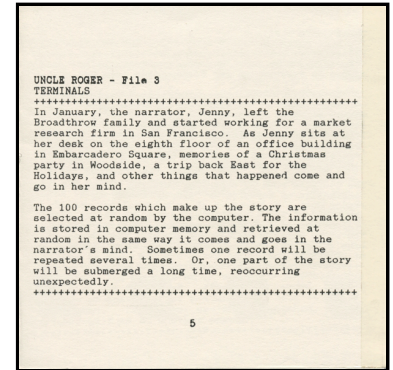 UNCLE ROGER - File 3
TERMINALS
++++++++++++++++++++++++++++++++++++++++++++++++++++
In January, the narrator, Jenny, left the
Broadthrow family and started working for a market
research firm in San Francisco.  As Jenny sits at
her desk on the eighth floor of an office building
in Embarcadero Square, memories of a Christmas
party in Woodside, a trip back East for the
Holidays, and other things that happened come and
go in her mind.

The 100 records which make up the story are
selected at random by the computer. The information
is stored in computer memory and retrieved at
random in the same way it comes and goes in the
narrator's mind.  Sometimes one record will be
repeated several times.  Or, one part of the story
will be submerged a long time, reoccurring
unexpectedly.
++++++++++++++++++++++++++++++++++++++++++++++++++++
5